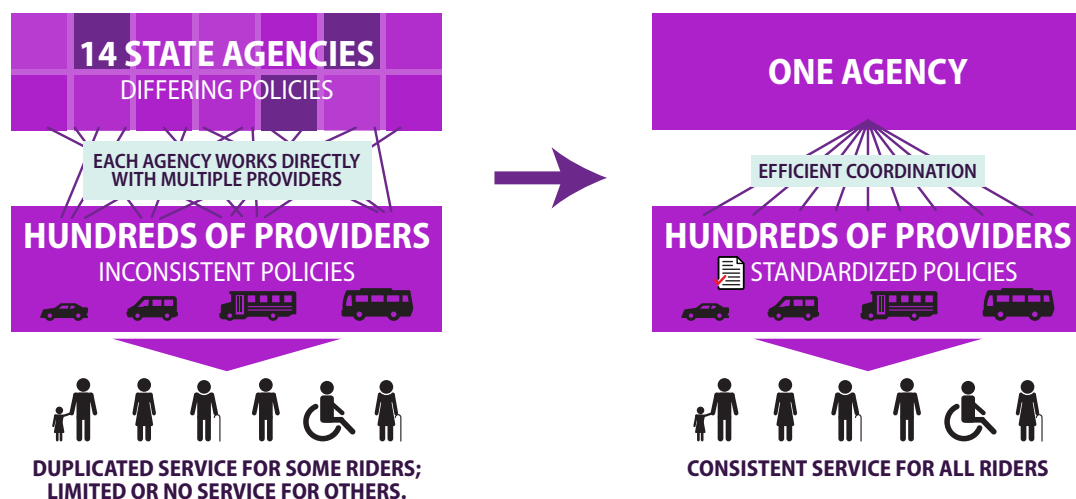 14 STATE AGENCIES
DIFFERING POLICIES
EACH AGENCY WORKS DIRECTLY
WITH MULTIPLE PROVIDERS
HUNDREDS OF PROVIDERS
INCONSISTENT POLICIES
DUPLICATED SERVICE FOR SOME RIDERS;
LIMITED OR NO SERVICE FOR OTHERS.
ONE AGENCY
EFFICIENT COORDINATION
HUNDREDS OF PROVIDERS
STANDARDIZED POLICIES
CONSISTENT SERVICE FOR ALL RIDERS